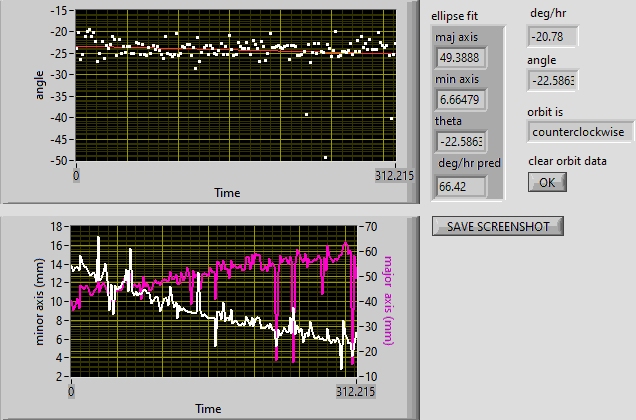 -15
-20
-25
-30
-35
-40
-45
-50
angle
0
312.215
Time
ellipse fit
maj axis
49.3888
min axis
6.66479
theta
-22.5863
deg/hr pred
66.42
deg/hr
-20.78
angle
-22.5863
orbit is
counterclockwise
clear orbit data
OK
SAVE SCREENSHOT
18
16
14
12
10
8
6
4
2
minor axis (mm)
70
60
50
40
30
20
10
major axis (mm)
0
312.215
Time